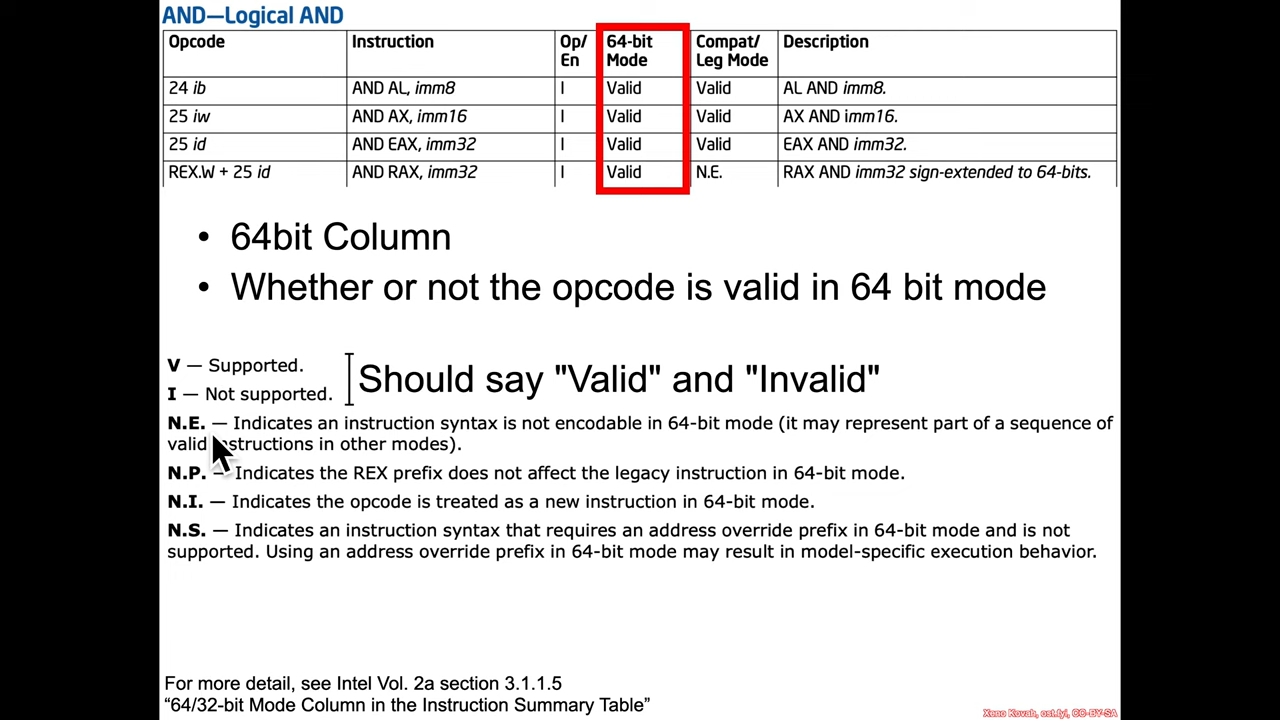 AND—Logical AND
Opcode Instruction Op/ En 64-bit Mode Compat/ Leg Mode Description
24 ib AND AL, imm8 I Valid Valid AL AND imm8.
25 iw AND AX, imm16 I Valid Valid AX AND imm16.
25 id AND EAX, imm32 I Valid Valid EAX AND imm32.
REX.W + 25 id AND RAX, imm32 I Valid N.E. RAX AND imm32 sign-extended to 64-bits.
• 64bit Column
• Whether or not the opcode is valid in 64 bit mode
V — Supported.
I — Not supported.
Should say "Valid" and "Invalid"
N.E. — Indicates an instruction syntax is not encodable in 64-bit mode (it may represent part of a sequence of
valid instructions in other modes).
N.P. — Indicates the REX prefix does not affect the legacy instruction in 64-bit mode.
N.I. — Indicates the opcode is treated as a new instruction in 64-bit mode.
N.S. — Indicates an instruction syntax that requires an address override prefix in 64-bit mode and is not
supported. Using an address override prefix in 64-bit mode may result in model-specific execution behavior.
For more detail, see Intel Vol. 2a section 3.1.1.5
“64/32-bit Mode Column in the Instruction Summary Table”
Xeno Kovah, ost.fyi, CC-BY-SA